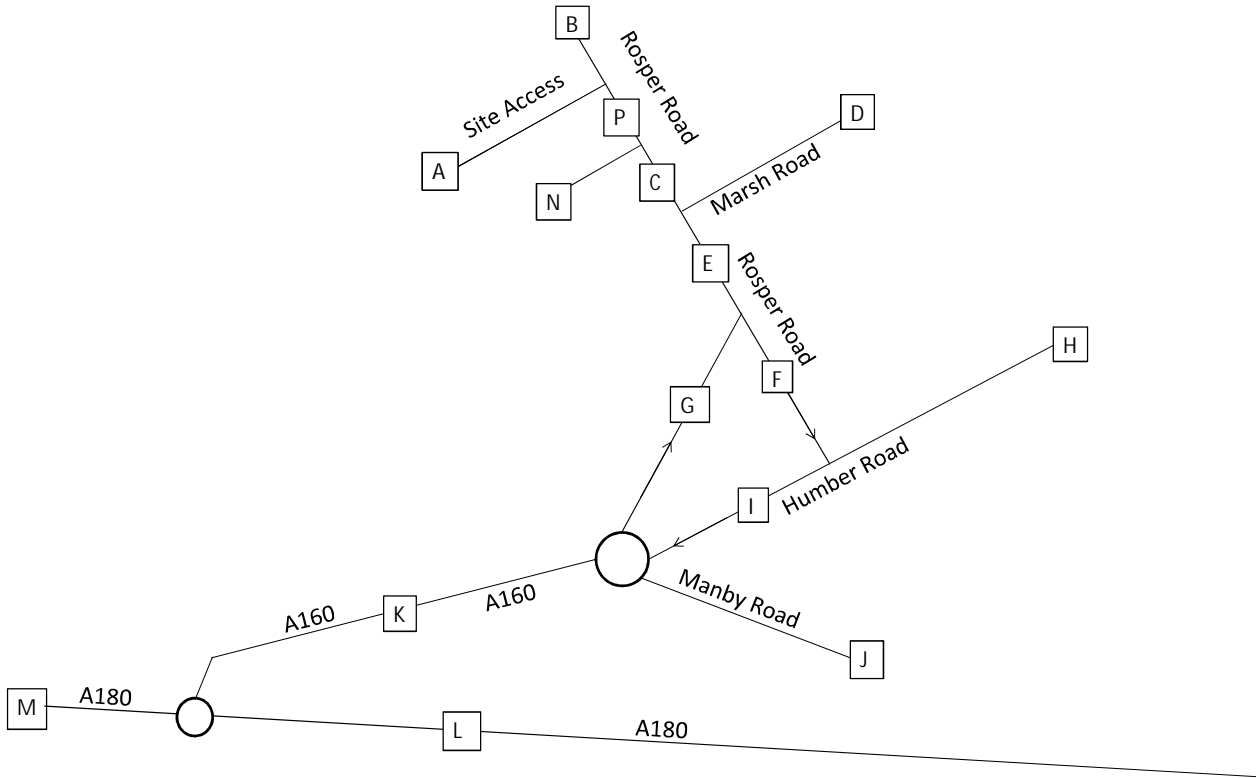 B
Rosper Road
Site Access
P
D
A
C
Marsh Road
N
E
Rosper Road
H
F
G
Humber Road
I
Manby Road
A160
A160
K
J
A180
M
L
A180